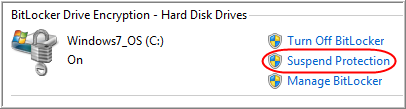 BitLocker Drive Encryption - Hard Disk Drives
Windows7_OS (C:)
On
Turn Off BitLocker
Suspend Protection
Manage BitLocker